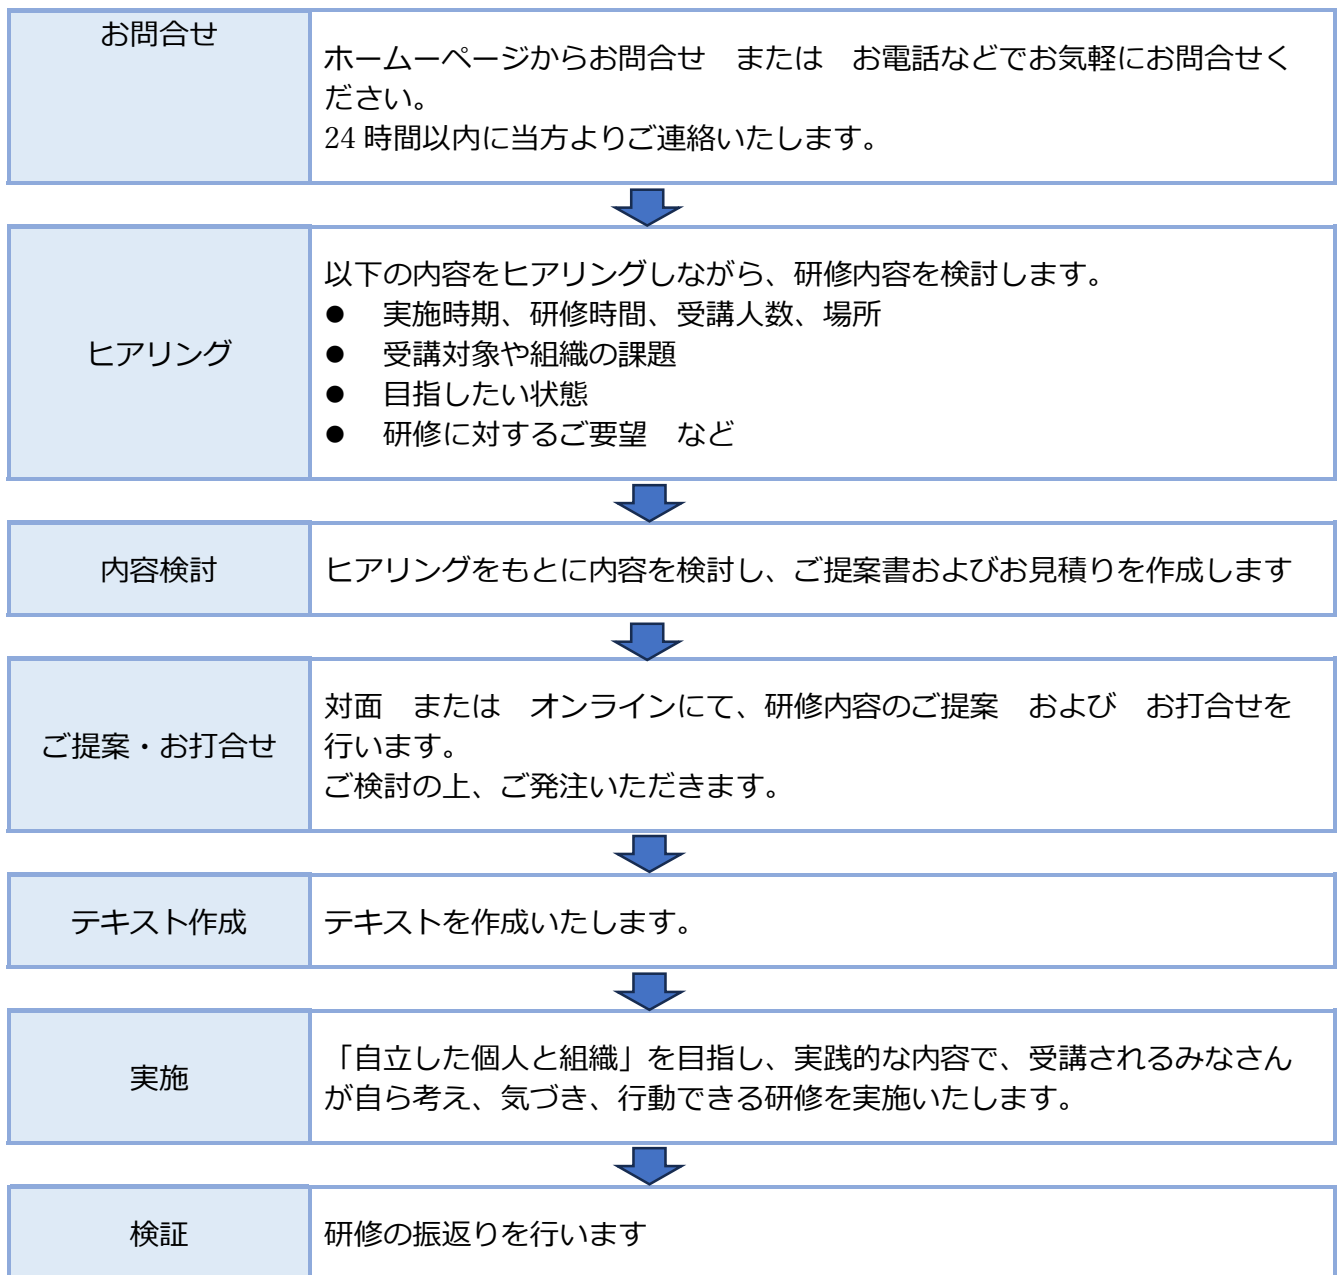 お問合せ
ホームーページからお問合せ　または　お電話などでお気軽にお問合せく
ださい。
24 時間以内に当方よりご連絡いたします。
ヒアリング
以下の内容をヒアリングしながら、研修内容を検討します。
● 実施時期、研修時間、受講人数、場所
● 受講対象や組織の課題
● 目指したい状態
● 研修に対するご要望　など
内容検討
ヒアリングをもとに内容を検討し、ご提案書およびお見積りを作成します
ご提案・お打合せ
対面　または　オンラインにて、研修内容のご提案　および　お打合せを
行います。
ご検討の上、ご発注いただきます。
テキスト作成
テキストを作成いたします。
実施
「自立した個人と組織」を目指し、実践的な内容で、受講されるみなさん
が自ら考え、気づき、行動できる研修を実施いたします。
検証
研修の振返りを行います